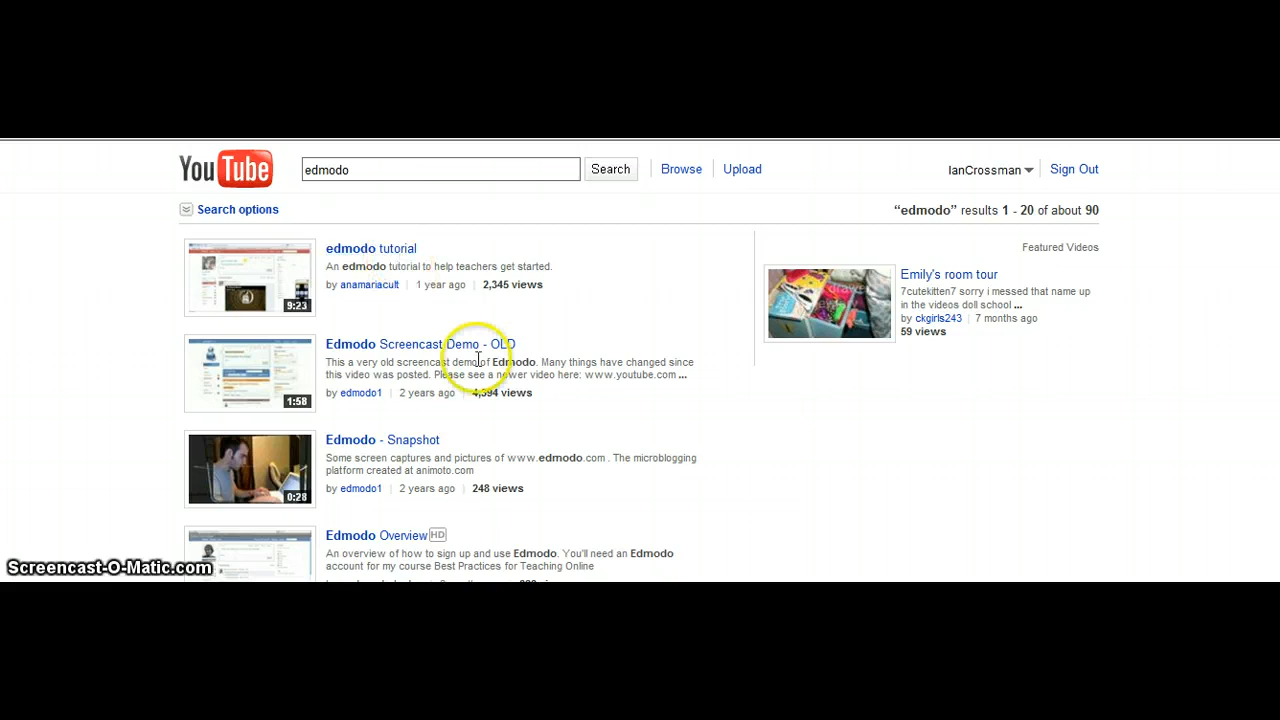 YouTube
edmodo
Search
Browse
Upload
IanCrossman
Sign Out
Search options
“edmodo” results 1 - 20 of about 90
edmodo tutorial
An edmodo tutorial to help teachers get started.
by anamariacult 1 year ago 2,345 views
9:23
Edmodo Screencast Demo - OLD
This a very old screencast demo of Edmodo. Many things have changed since
this video was posted. Please see a newer video here: www.youtube.com ...
by edmodo1 2 years ago 4,594 views
1:58
Edmodo - Snapshot
Some screen captures and pictures of www.edmodo.com . The microblogging
platform created at animoto.com
by edmodo1 2 years ago 248 views
0:28
Edmodo Overview HD
An overview of how to sign up and use Edmodo. You'll need an Edmodo
account for my course Best Practices for Teaching Online
Featured Videos
Emily's room tour
7cutekitten7 sorry i messed that name up
in the videos doll school ...
by ckgirls243 7 months ago
59 views
Screencast-O-Matic.com